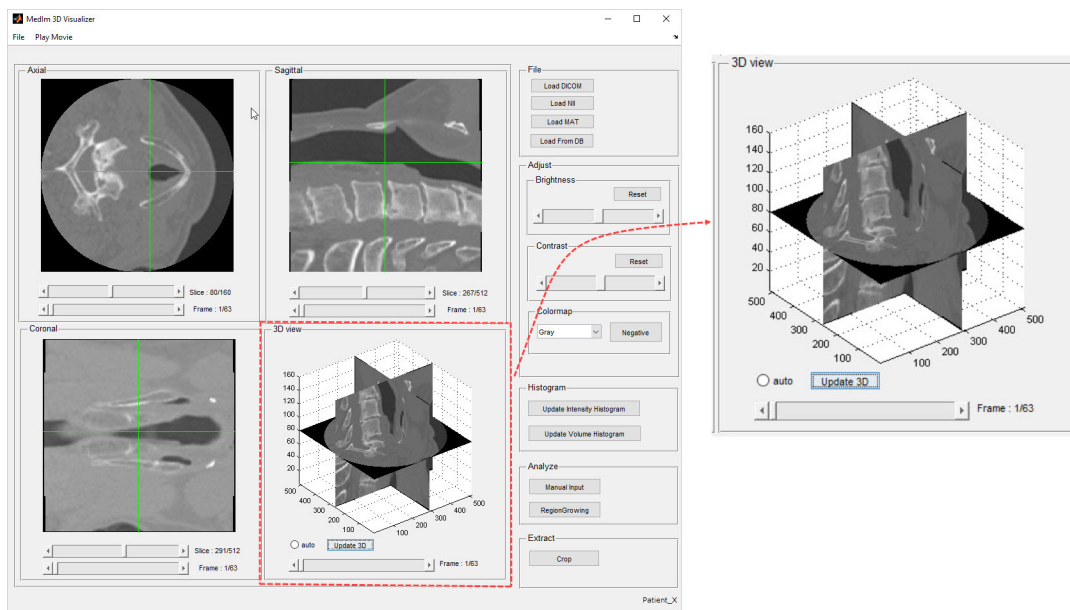 MedIm 3D Visualizer
File Play Movie
Axial
Slice : 80/160
Frame : 1/63
Sagittal
Slice : 267/512
Frame : 1/63
Coronal
Slice : 291/512
Frame : 1/63
3D view
160
140
120
100
80
60
40
20
500
400
300
200
100
100
200
300
400
500
auto
Update 3D
Frame : 1/63
File
Load DICOM
Load NII
Load MAT
Load From DB
Adjust
Brightness
Reset
Contrast
Reset
Colormap
Gray
Negative
Histogram
Update Intensity Histogram
Update Volume Histogram
Analyze
Manual Input
RegionGrowing
Extract
Crop
Patient_X
3D view
160
140
120
100
80
60
40
20
500
400
300
200
100
100
200
300
400
500
auto
Update 3D
Frame : 1/63